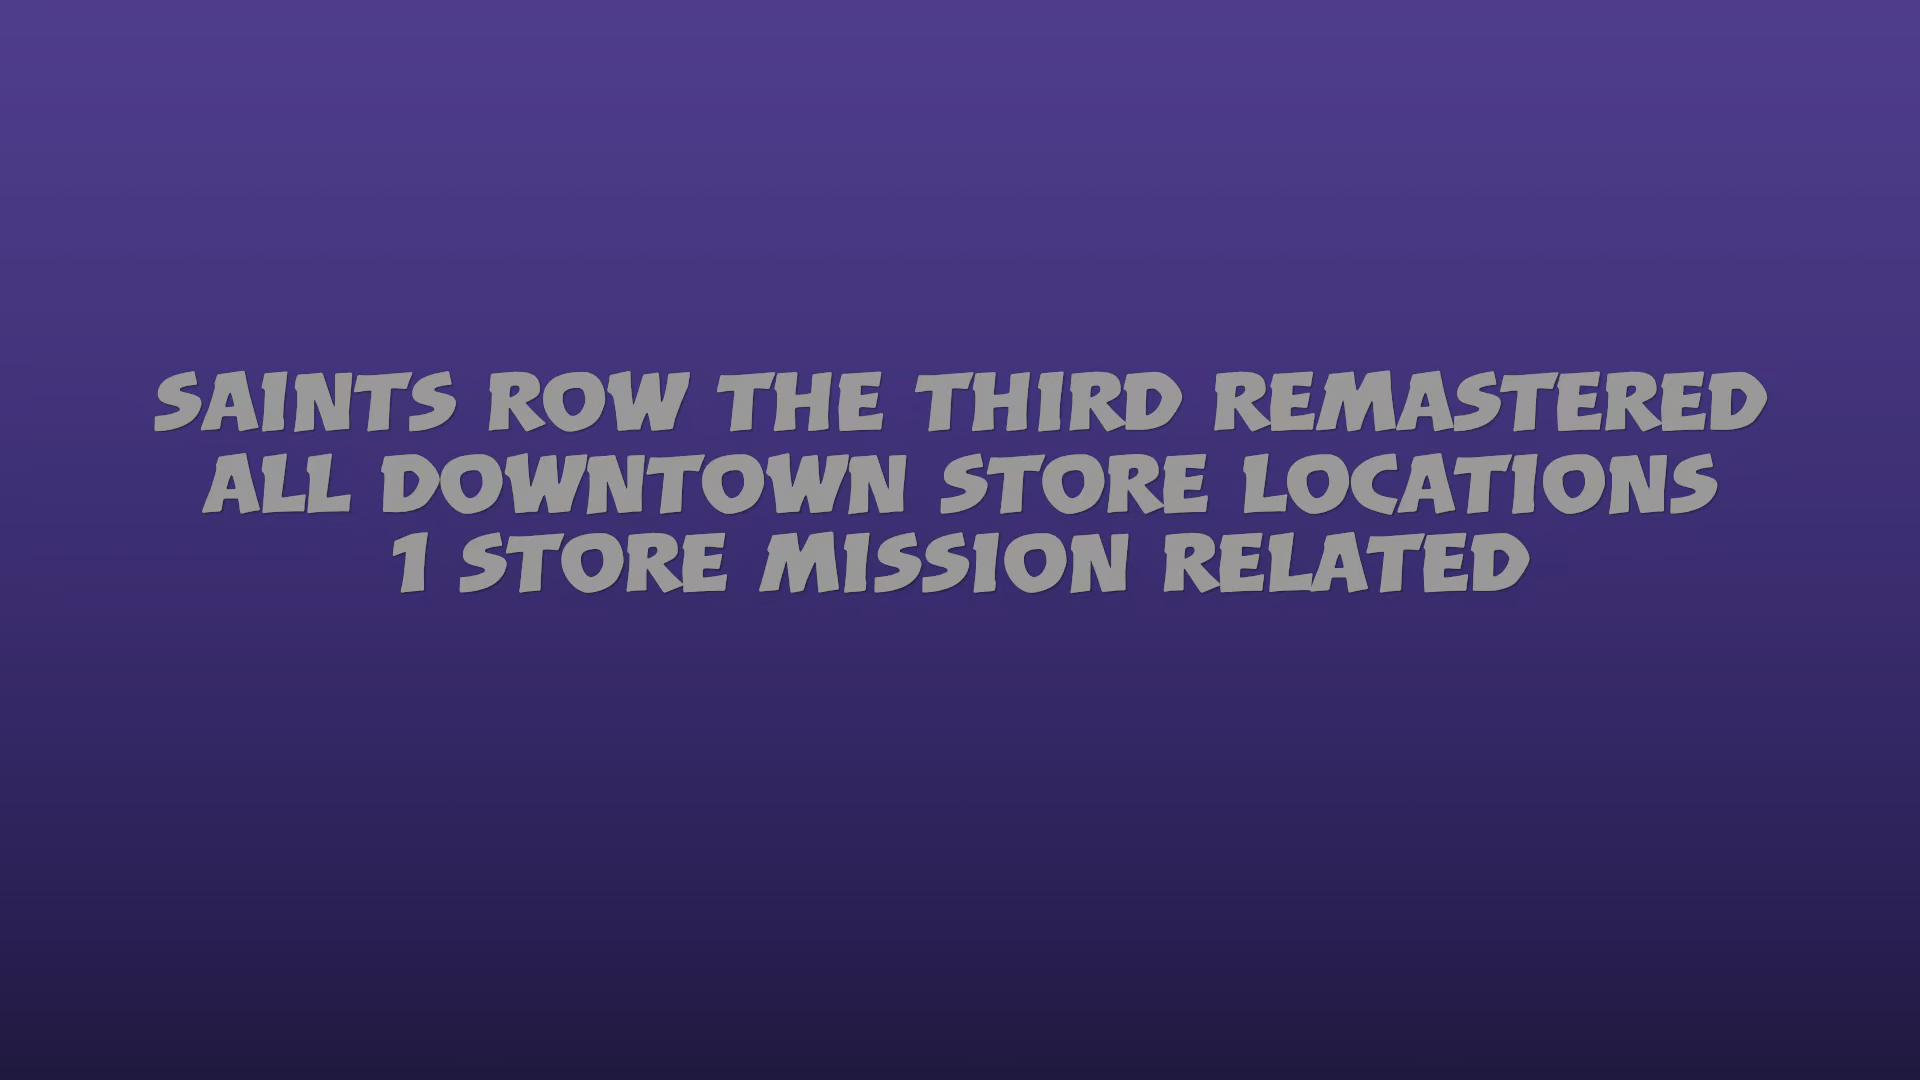 SAINTS ROW THE THIRD REMASTERED
ALL DOWNTOWN STORE LOCATIONS
1 STORE MISSION RELATED